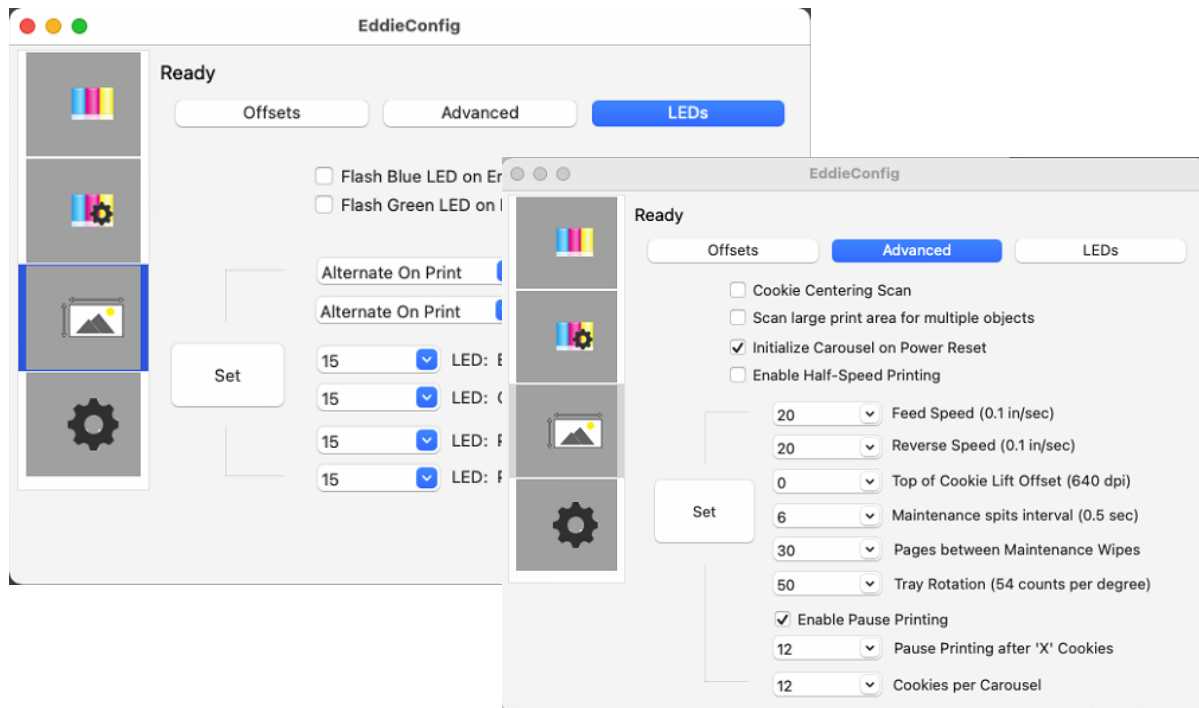 EddieConfig
Ready
Offsets Advanced LEDs
Flash Blue LED on
Flash Green LED on
Alternate On Print
Alternate On Print
Set
15 LED:
15 LED:
15 LED:
15 LED:
EddieConfig
Ready
Offsets Advanced LEDs
Cookie Centering Scan
Scan large print area for multiple objects
Initialize Carousel on Power Reset
Enable Half-Speed Printing
20 Feed Speed (0.1 in/sec)
20 Reverse Speed (0.1 in/sec)
0 Top of Cookie Lift Offset (640 dpi)
Set
6 Maintenance spits interval (0.5 sec)
30 Pages between Maintenance Wipes
50 Tray Rotation (54 counts per degree)
Enable Pause Printing
12 Pause Printing after 'X' Cookies
12 Cookies per Carousel